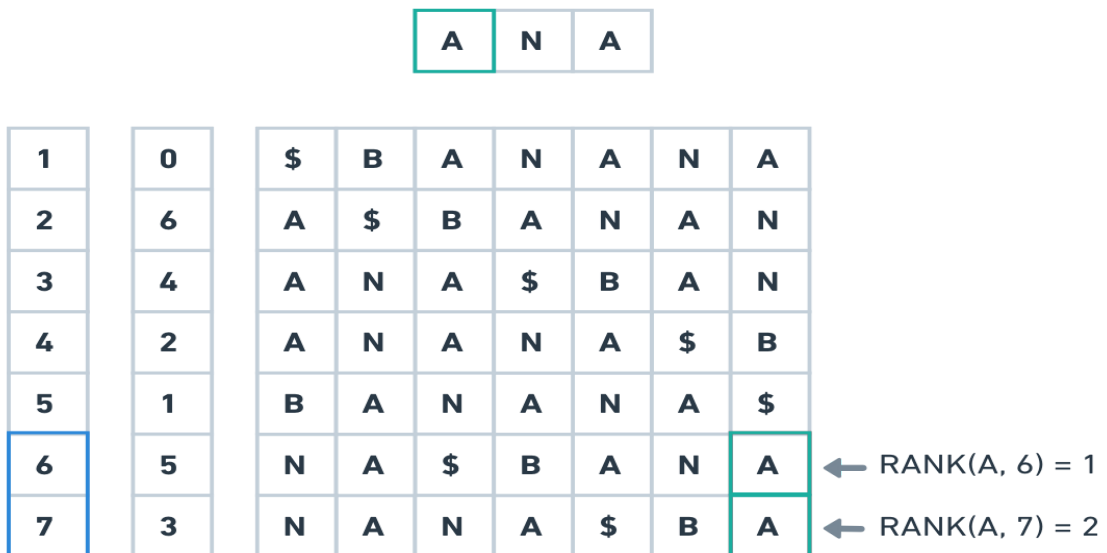 A N A
1 0 $ B A N A N A
2 6 A $ B A N A N
3 4 A N A $ B A N
4 2 A N A N A $ B
5 1 B A N A N A $
6 5 N A $ B A N A ← RANK(A, 6) = 1
7 3 N A N A $ B A ← RANK(A, 7) = 2